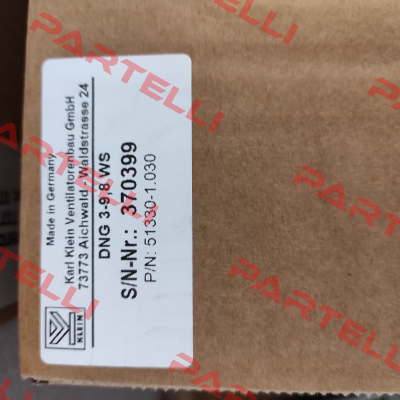 Made in Germany
Karl Klein Ventilatorenbau GmbH
73773 Aichwald / Waldstrasse 24
DNG 3-9,8 WS
S/N-Nr.: 370399
P/N: 51330-1.030
KLEIN
PARTELLI
PARTELLI
PARTELLI
PARTELLI
PARTELLI